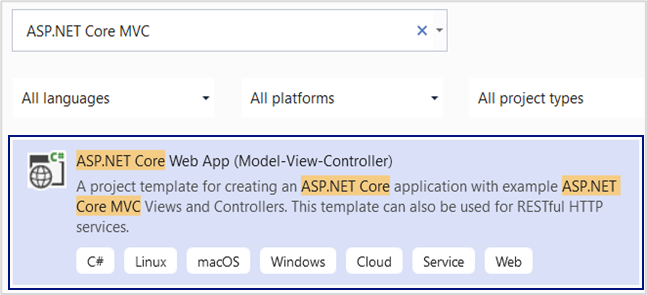 ASP.NET Core MVC
All languages All platforms All project types
C#
ASP.NET Core Web App (Model-View-Controller)
A project template for creating an ASP.NET Core application with example ASP.NET
Core MVC Views and Controllers. This template can also be used for RESTful HTTP
services.
C# Linux macOS Windows Cloud Service Web